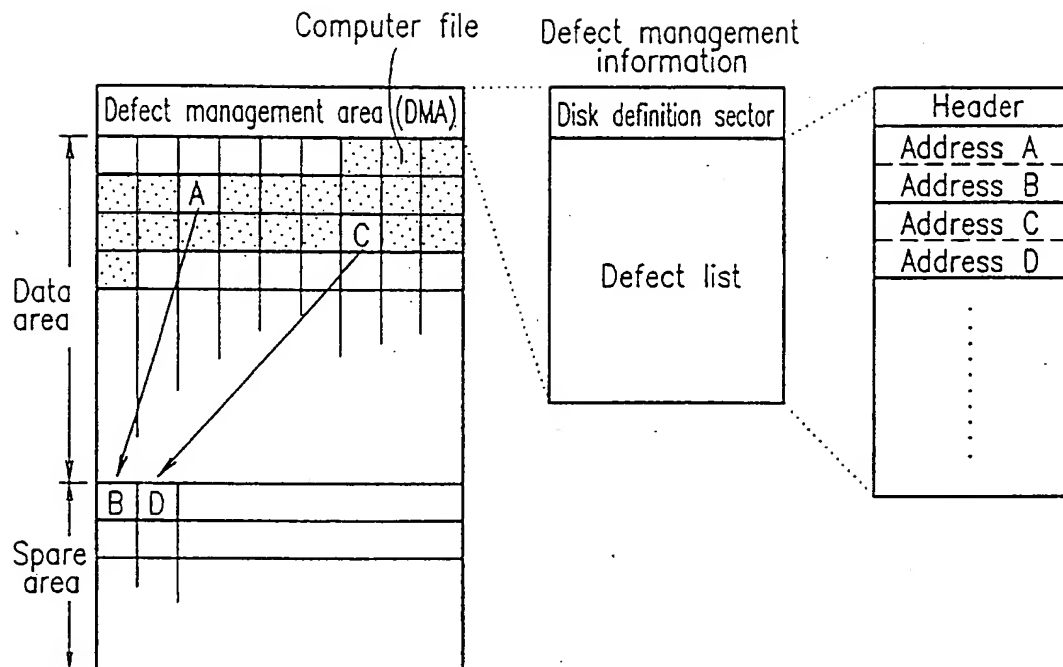 Computer file
Defect management
information
Defect management area (DMA)
Disk definition sector
Header
Address A
Address B
Address C
Address D
A
C
Data
area
Defect list
B D
Spare
area